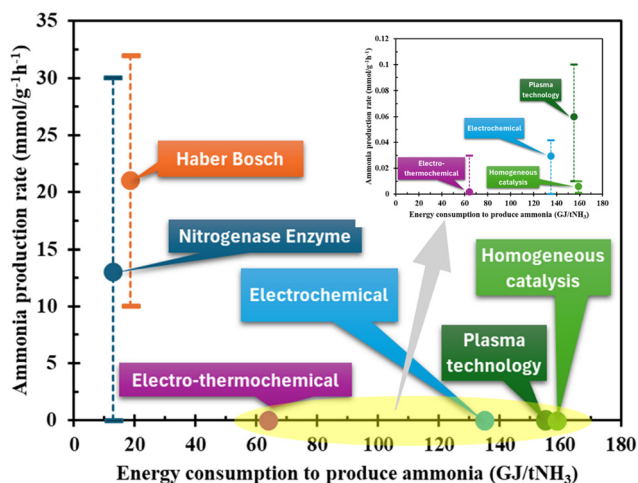 Ammonia production rate (mmol/g⁻¹h⁻¹)
35
30
25
20
15
10
5
0
0 20 40 60 80 100 120 140 160 180
Energy consumption to produce ammonia (GJ/tNH₃)
Haber Bosch
Nitrogenase Enzyme
Electrochemical
Homogeneous
catalysis
Plasma
technology
Electro-thermochemical
Ammonia production rate (mmol/g⁻¹h⁻¹)
0.12
0.1
0.08
0.06
0.04
0.02
0
0 20 40 60 80 100 120 140 160 180
Energy consumption to produce ammonia (GJ/tNH₃)
Plasma
technology
Electrochemical
Electro-
thermochemical
Homogeneous
catalysis